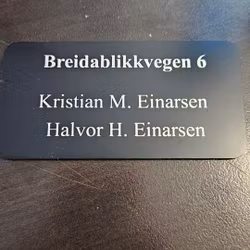 Breidablikkvegen 6
Kristian M. Einarsen
Halvor H. Einarsen